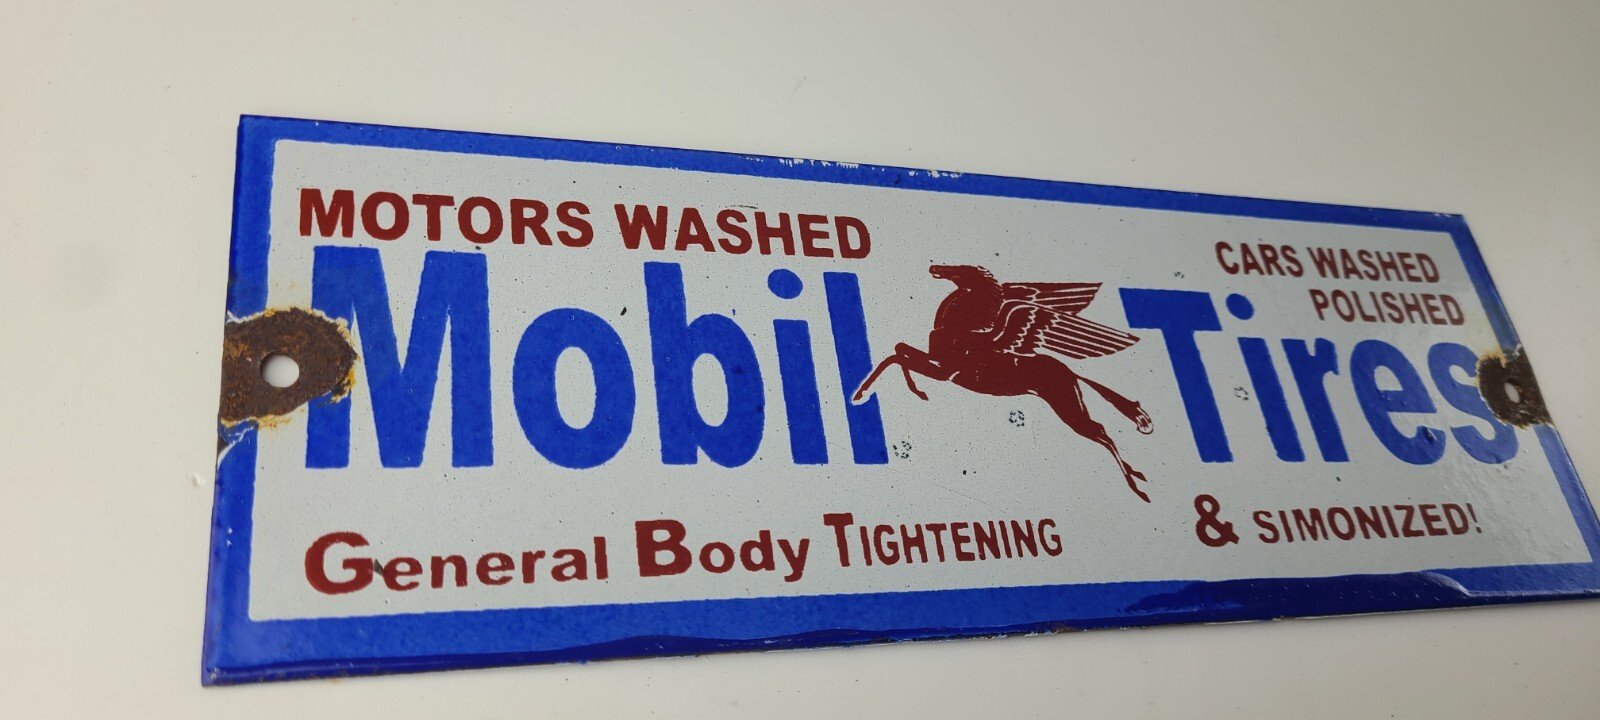 MOTORS WASHED
CARS WASHED
POLISHED
Mobil Tires
General Body TIGHTENING
& SIMONIZED!